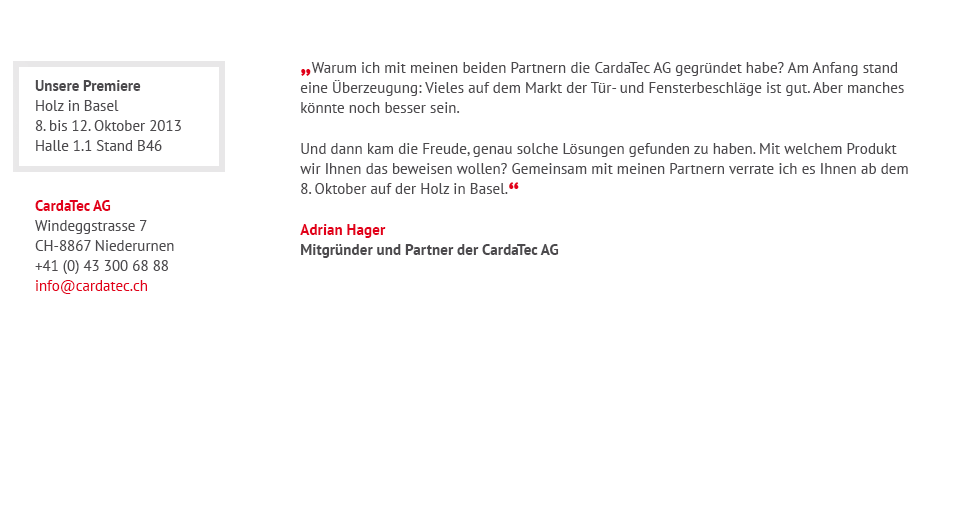 Unsere Premiere
Holz in Basel
8. bis 12. Oktober 2013
Halle 1.1 Stand B46
CardaTec AG
Windeggstrasse 7
CH-8867 Niederurnen
+41 (0) 43 300 68 88
info@cardatec.ch
„Warum ich mit meinen beiden Partnern die CardaTec AG gegründet habe? Am Anfang stand
eine Überzeugung: Vieles auf dem Markt der Tür- und Fensterbeschläge ist gut. Aber manches
könnte noch besser sein.
Und dann kam die Freude, genau solche Lösungen gefunden zu haben. Mit welchem Produkt
wir Ihnen das beweisen wollen? Gemeinsam mit meinen Partnern verrate ich es Ihnen ab dem
8. Oktober auf der Holz in Basel.“
Adrian Hager
Mitgründer und Partner der CardaTec AG